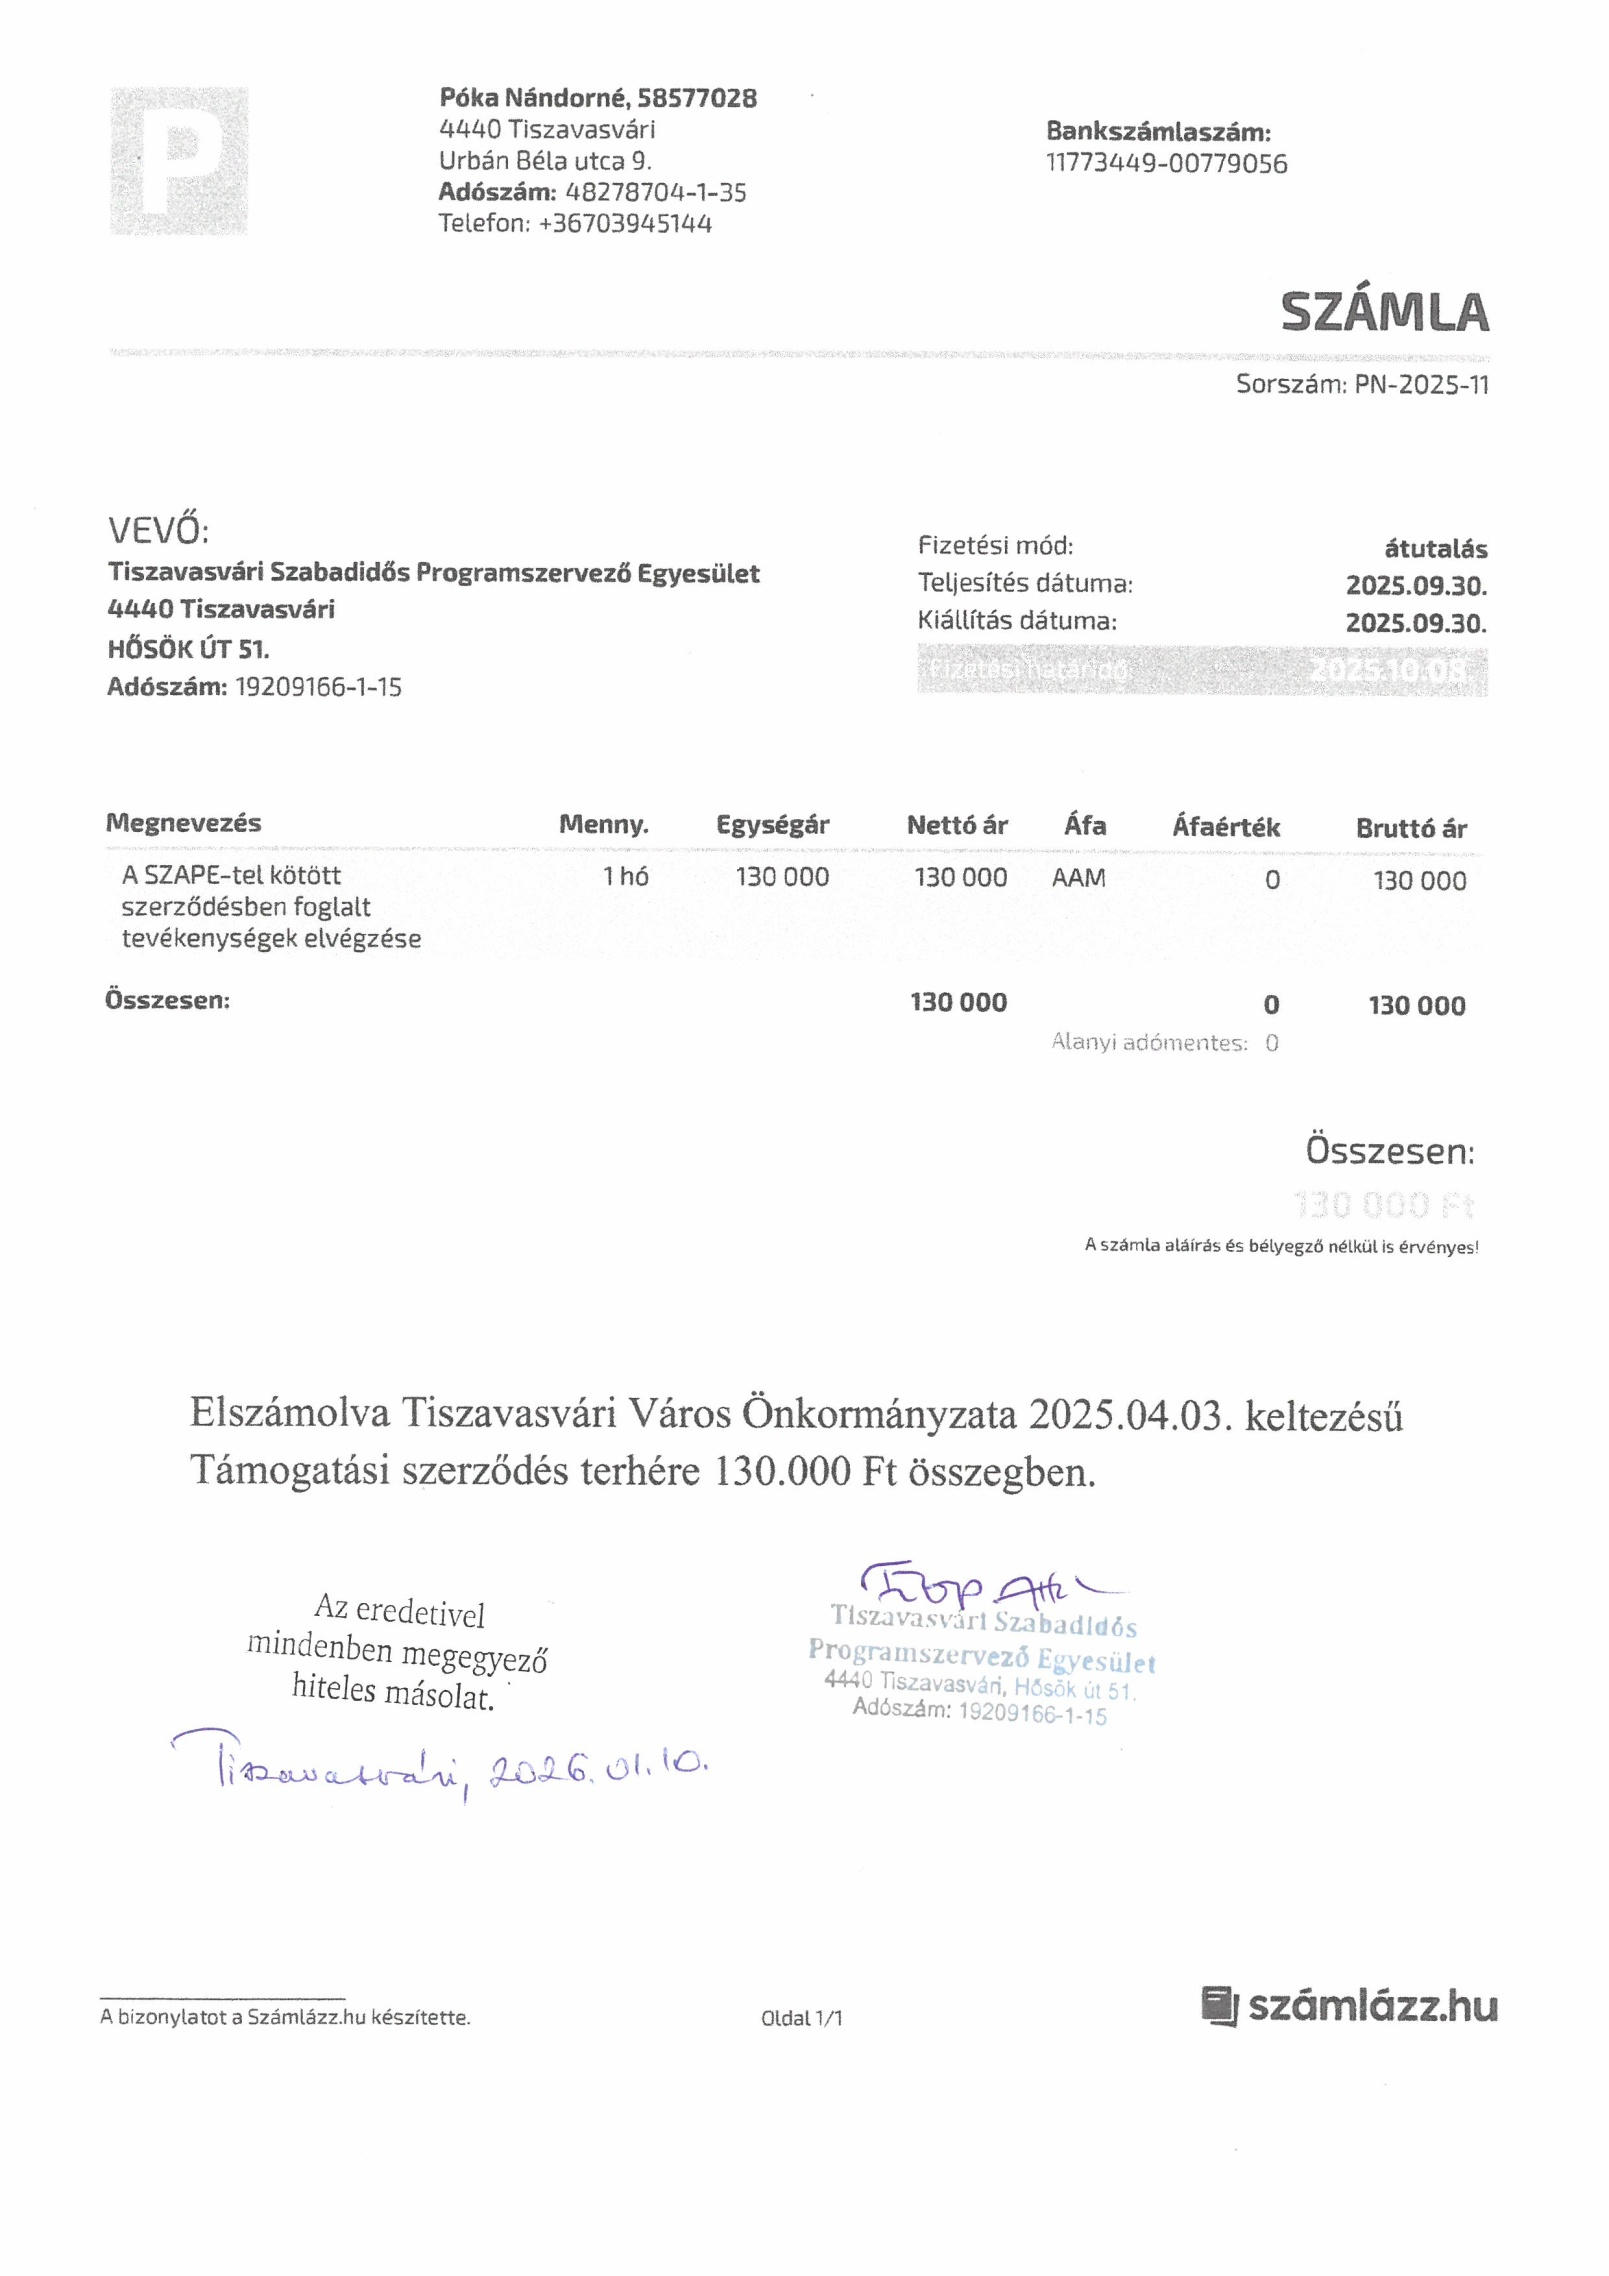 P
Póka Nándorné, 58577028
4440 Tiszavasvári
Urbán Béla utca 9.
Adószám: 48278704-1-35
Telefon: +36703945144
Bankszámlaszám:
11773449-00779056
SZÁMLA
Sorszám: PN-2025-11
VEVŐ:
Tiszavasvári Szabadidős Programszervező Egyesület
4440 Tiszavasvári
HŐSÖK ÚT 51.
Adószám: 19209166-1-15
Fizetési mód: átutalás
Teljesítés dátuma: 2025.09.30.
Kiállítás dátuma: 2025.09.30.
Fizetési határidő 2025.10.08.
Megnevezés Menny. Egységár Nettó ár Áfa Áfaérték Bruttó ár
A SZAPE-tel kötött 1 hó 130 000 130 000 AAM 0 130 000
szerződésben foglalt
tevékenységek elvégzése
Összesen: 130 000 0 130 000
Alanyi adómentes: 0
Összesen:
130 000 Ft
A számla aláírás és bélyegző nélkül is érvényes!
Elszámolva Tiszavasvári Város Önkormányzata 2025.04.03. keltezésű
Támogatási szerződés terhére 130.000 Ft összegben.
Az eredetivel
mindenben megegyező
hiteles másolat.
Tiszavasvári, 2026.01.10.
Tiszavasvári Szabadidős
Programszervező Egyesület
4440 Tiszavasvári, Hősök út 51.
Adószám: 19209166-1-15
A bizonylatot a Számlázz.hu készítette.
Oldal 1/1
számlázz.hu